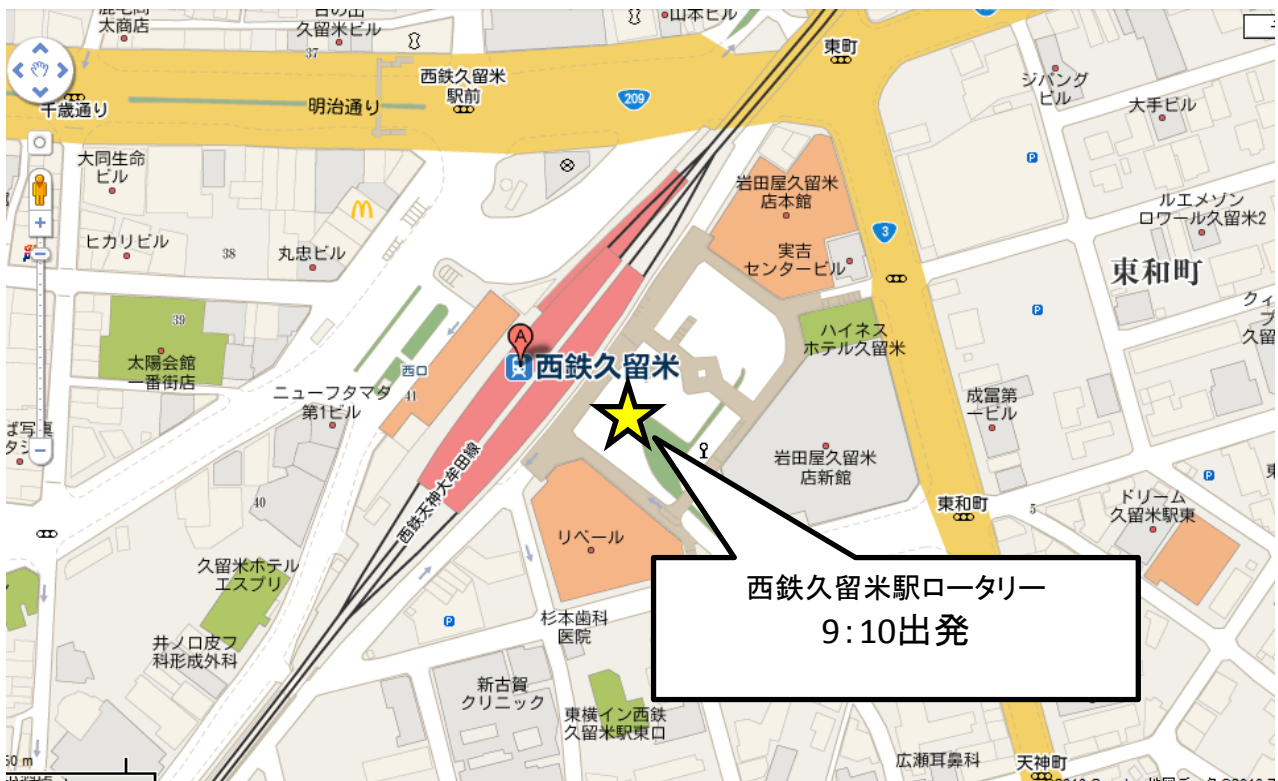 太商店
久留米ビル
37
山本ビル
東町
西鉄久留米
駅前
千歳通り
明治通り
209
ジパング
ビル
大手ビル
大同生命
ビル
岩田屋久留米
店本館
ルエメゾン
ロワール久留米2
ヒカリビル
38
丸忠ビル
実吉
センタービル
3
東和町
39
太陽会館
一番街店
A
西鉄久留米
西口
41
ハイネス
ホテル久留米
ニューフタマタ
第1ビル
成冨第
一ビル
西鉄天神大牟田線
岩田屋久留米
店新館
40
東和町
5
ドリーム
久留米駅東
リベール
久留米ホテル
エスプリ
西鉄久留米駅ロータリー
9:10出発
杉本歯科
医院
井ノ口皮フ
科形成外科
新古賀
クリニック
東横イン西鉄
久留米駅東口
広瀬耳鼻科
天神町